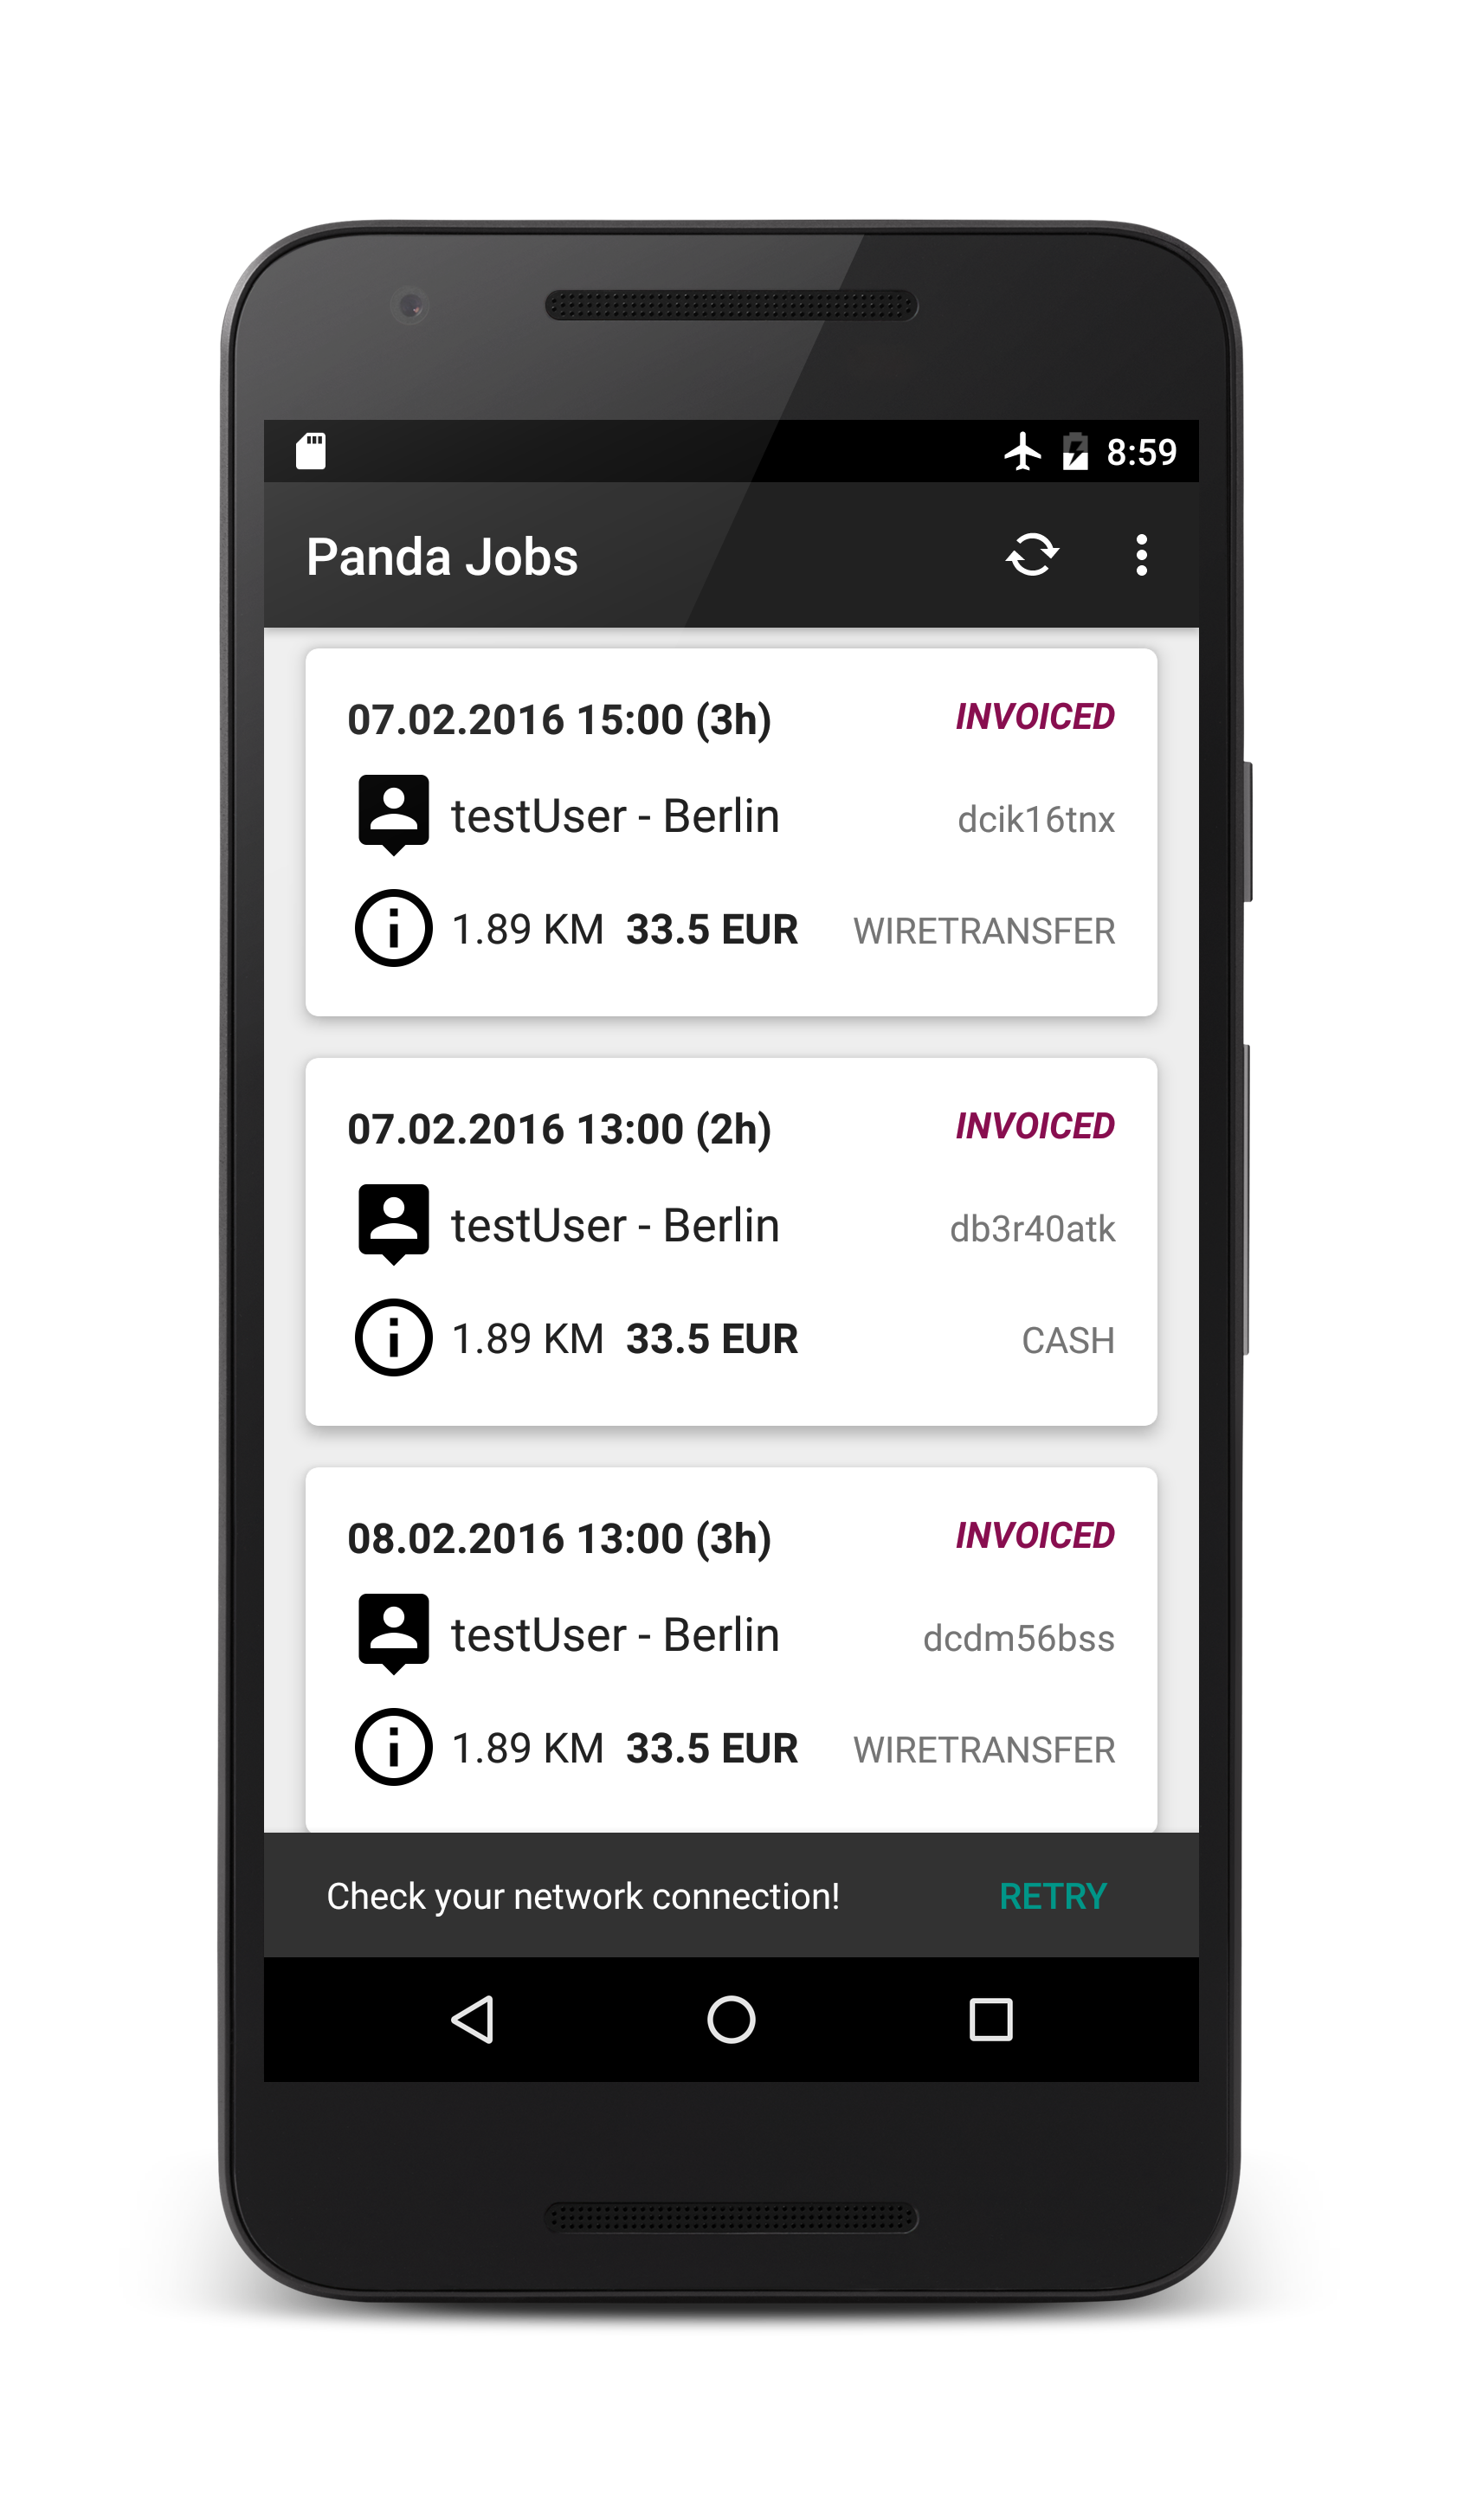 8:59
Panda Jobs
07.02.2016 15:00 (3h) INVOICED
testUser - Berlin dcik16tnx
1.89 KM 33.5 EUR WIRETRANSFER
07.02.2016 13:00 (2h) INVOICED
testUser - Berlin db3r40atk
1.89 KM 33.5 EUR CASH
08.02.2016 13:00 (3h) INVOICED
testUser - Berlin dcdm56bss
1.89 KM 33.5 EUR WIRETRANSFER
Check your network connection! RETRY